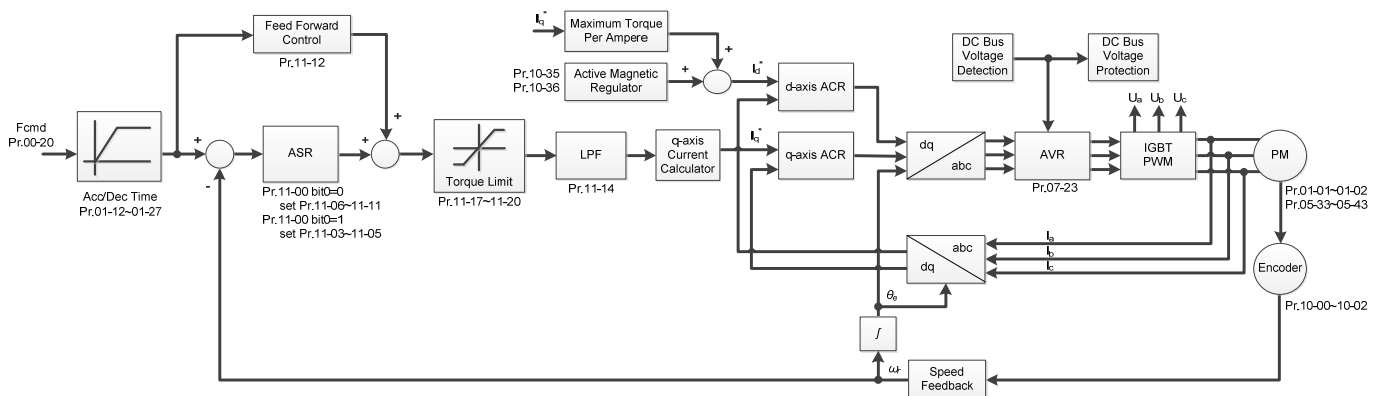 Feed Forward
Control
Pr.11-12
Iq*
Maximum Torque
Per Ampere
+
+
Pr.10-35
Pr.10-36
Active Magnetic
Regulator
+
Id*
d-axis ACR
DC Bus
Voltage
Detection
DC Bus
Voltage
Protection
Ua Ub Uc
Fcmd
Pr.00-20
Acc/Dec Time
Pr.01-12~01-27
+
-
ASR
Pr.11-00 bit0=0
set Pr.11-06~11-11
Pr.11-00 bit0=1
set Pr.11-03~11-05
+
Torque Limit
Pr.11-17~11-20
LPF
Pr.11-14
q-axis
Current
Calculator
Iq*
q-axis ACR
dq
abc
AVR
Pr.07-23
IGBT
PWM
PM
Pr.01-01~01-02
Pr.05-33~05-43
abc
dq
Ia
Ib
Ic
Encoder
Pr.10-00~10-02
θe
∫
ωr
Speed
Feedback